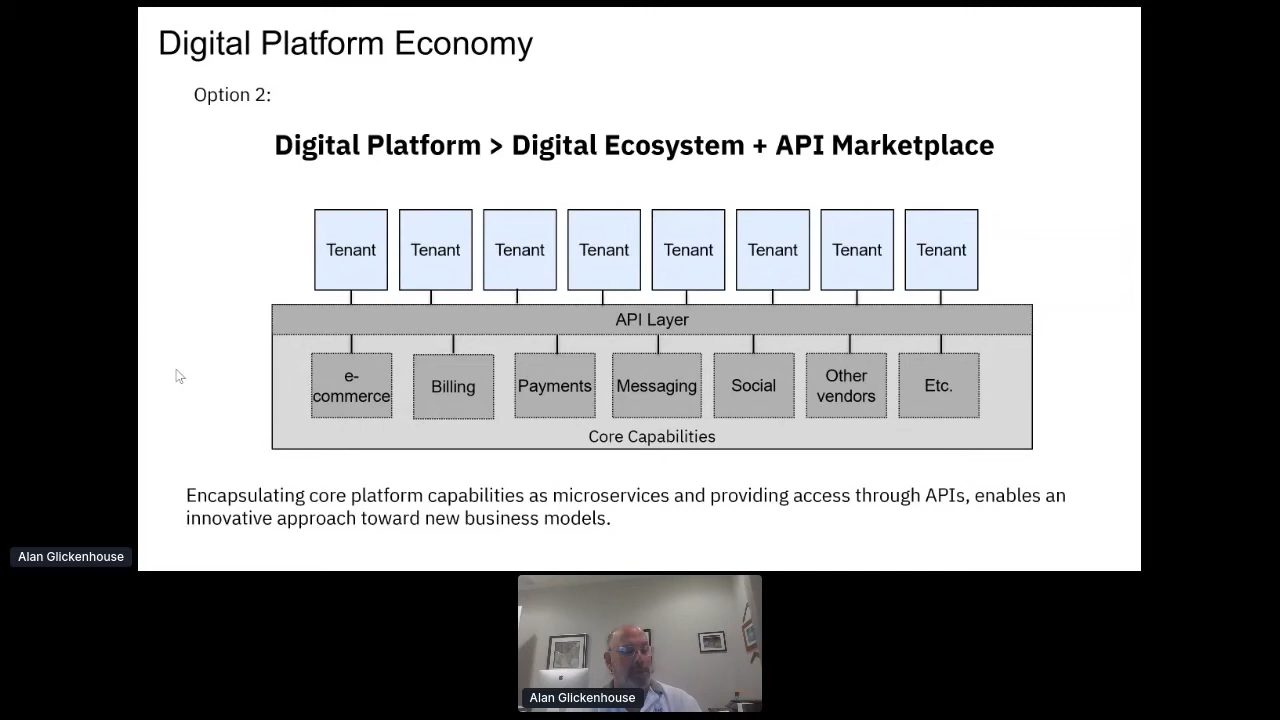 Digital Platform Economy
Option 2:
Digital Platform > Digital Ecosystem + API Marketplace
Tenant Tenant Tenant Tenant Tenant Tenant Tenant Tenant
API Layer
e-
commerce
Billing
Payments
Messaging
Social
Other
vendors
Etc.
Core Capabilities
Encapsulating core platform capabilities as microservices and providing access through APIs, enables an
innovative approach toward new business models.
Alan Glickenhouse
Alan Glickenhouse